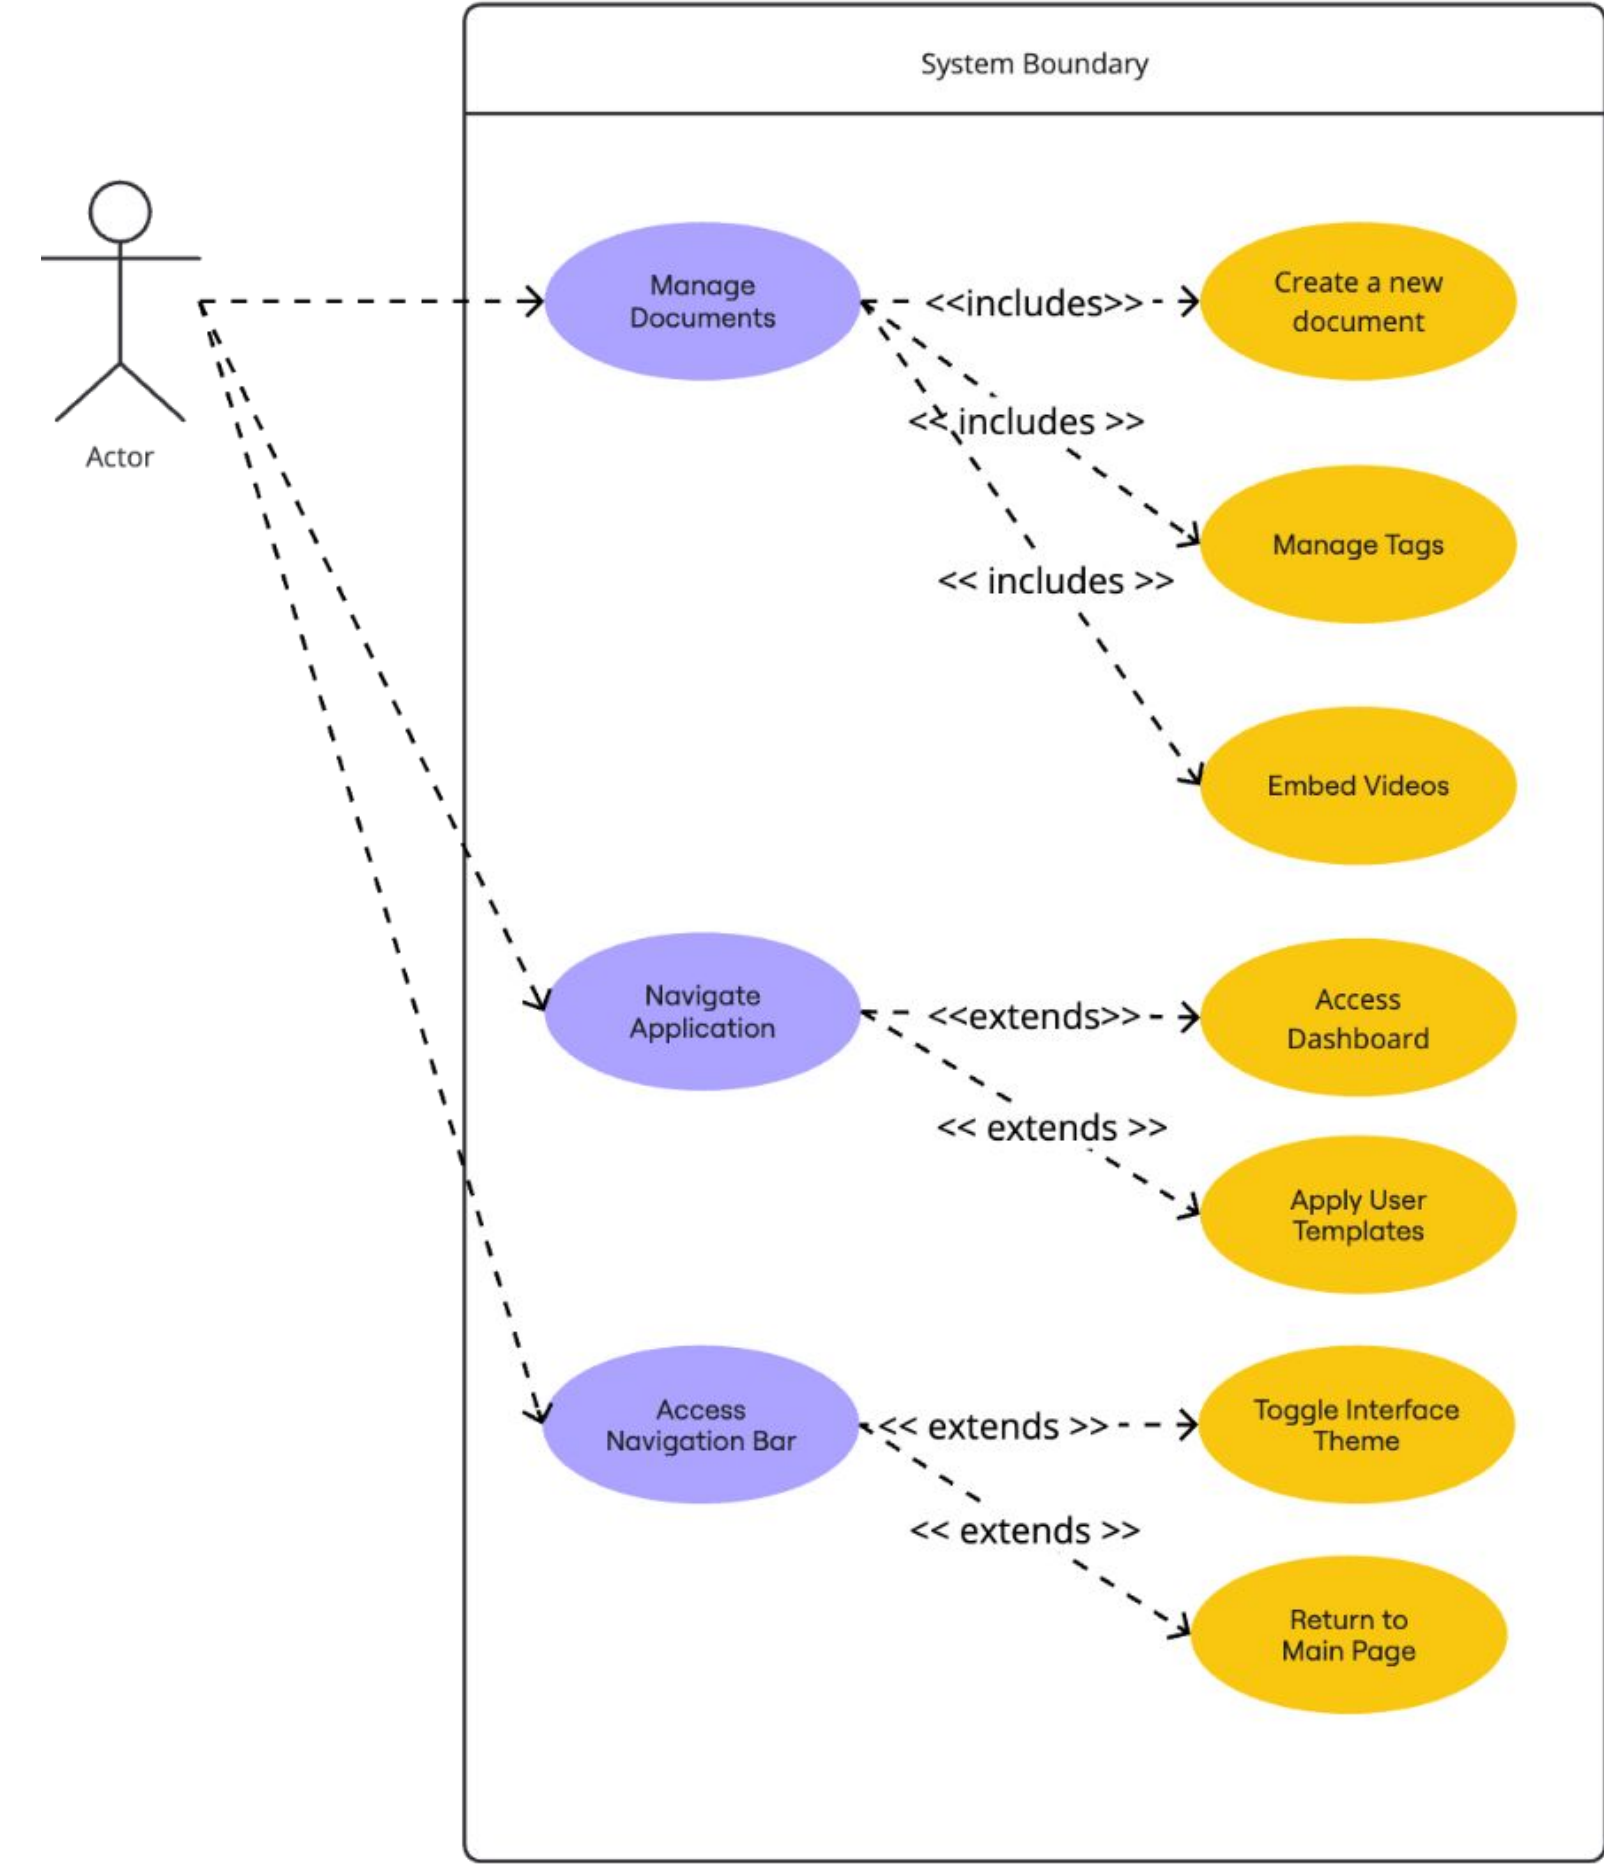 System Boundary
Actor
Manage
Documents
<<includes>>
Create a new
document
<< includes >>
Manage Tags
<< includes >>
Embed Videos
Navigate
Application
<<extends>>
Access
Dashboard
<< extends >>
Apply User
Templates
Access
Navigation Bar
<< extends >>
Toggle Interface
Theme
<< extends >>
Return to
Main Page